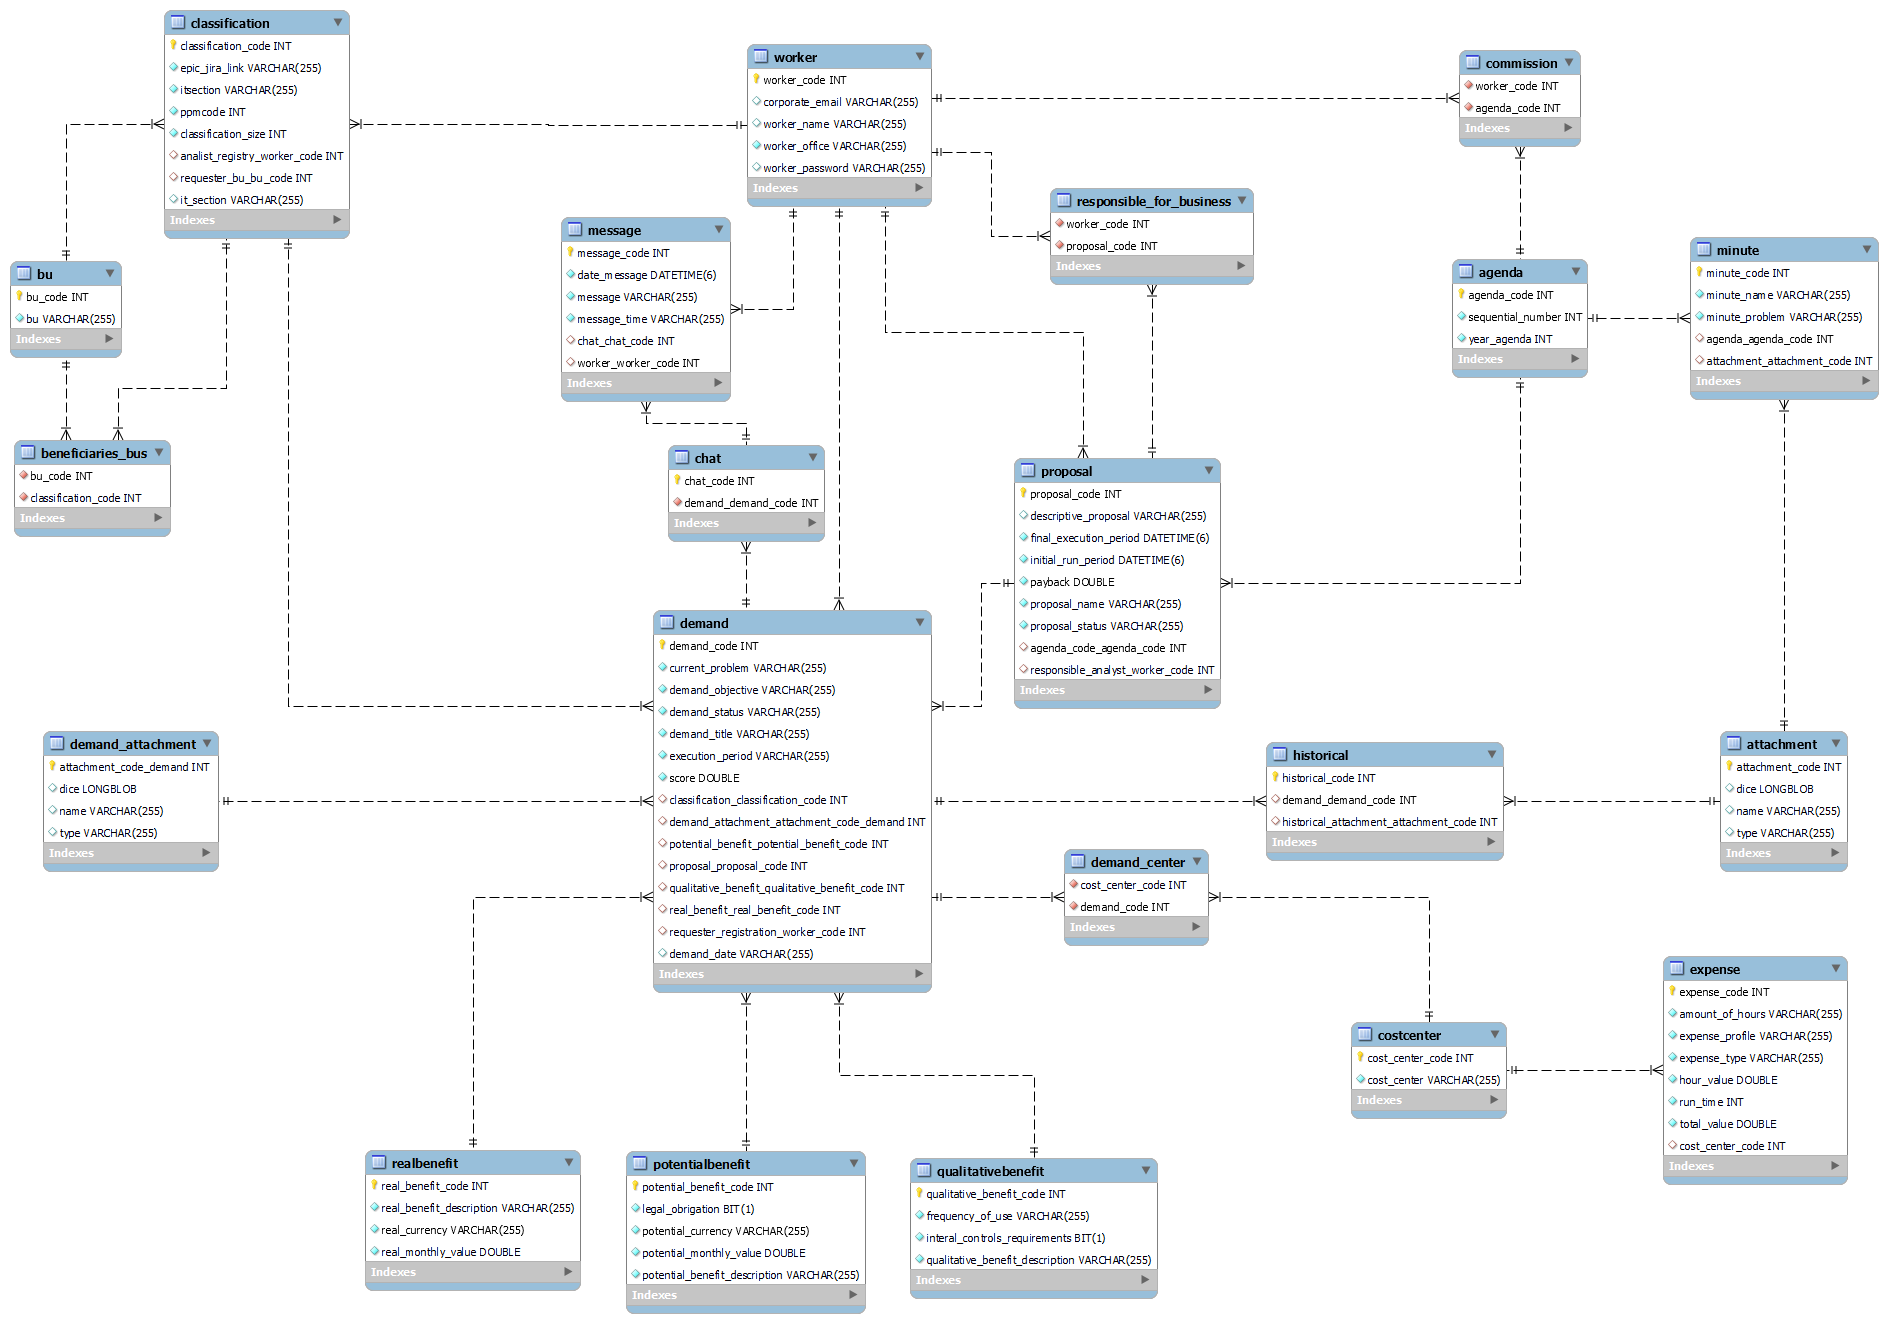 classification
classification_code INT
epic_jira_link VARCHAR(255)
itsection VARCHAR(255)
ppmcode INT
classification_size INT
analist_registry_worker_code INT
requester_bu_bu_code INT
it_section VARCHAR(255)
Indexes
worker
worker_code INT
corporate_email VARCHAR(255)
worker_name VARCHAR(255)
worker_office VARCHAR(255)
worker_password VARCHAR(255)
Indexes
commission
worker_code INT
agenda_code INT
Indexes
responsible_for_business
worker_code INT
proposal_code INT
Indexes
message
message_code INT
date_message DATETIME(6)
message VARCHAR(255)
message_time VARCHAR(255)
chat_chat_code INT
worker_worker_code INT
Indexes
bu
bu_code INT
bu VARCHAR(255)
Indexes
agenda
agenda_code INT
sequential_number INT
year_agenda INT
Indexes
minute
minute_code INT
minute_name VARCHAR(255)
minute_problem VARCHAR(255)
agenda_agenda_code INT
attachment_attachment_code INT
Indexes
beneficiaries_bus
bu_code INT
classification_code INT
Indexes
chat
chat_code INT
demand_demand_code INT
Indexes
proposal
proposal_code INT
descriptive_proposal VARCHAR(255)
final_execution_period DATETIME(6)
initial_run_period DATETIME(6)
payback DOUBLE
proposal_name VARCHAR(255)
proposal_status VARCHAR(255)
agenda_code_agenda_code INT
responsible_analyst_worker_code INT
Indexes
demand
demand_code INT
current_problem VARCHAR(255)
demand_objective VARCHAR(255)
demand_status VARCHAR(255)
demand_title VARCHAR(255)
execution_period VARCHAR(255)
score DOUBLE
classification_classification_code INT
demand_attachment_attachment_code_demand INT
potential_benefit_potential_benefit_code INT
proposal_proposal_code INT
qualitative_benefit_qualitative_benefit_code INT
real_benefit_real_benefit_code INT
requester_registration_worker_code INT
demand_date VARCHAR(255)
Indexes
demand_attachment
attachment_code_demand INT
dice LONGBLOB
name VARCHAR(255)
type VARCHAR(255)
Indexes
historical
historical_code INT
demand_demand_code INT
historical_attachment_attachment_code INT
Indexes
attachment
attachment_code INT
dice LONGBLOB
name VARCHAR(255)
type VARCHAR(255)
Indexes
demand_center
cost_center_code INT
demand_code INT
Indexes
costcenter
cost_center_code INT
cost_center VARCHAR(255)
Indexes
expense
expense_code INT
amount_of_hours VARCHAR(255)
expense_profile VARCHAR(255)
expense_type VARCHAR(255)
hour_value DOUBLE
run_time INT
total_value DOUBLE
cost_center_code INT
Indexes
realbenefit
real_benefit_code INT
real_benefit_description VARCHAR(255)
real_currency VARCHAR(255)
real_monthly_value DOUBLE
Indexes
potentialbenefit
potential_benefit_code INT
legal_obrigation BIT(1)
potential_currency VARCHAR(255)
potential_monthly_value DOUBLE
potential_benefit_description VARCHAR(255)
Indexes
qualitativebenefit
qualitative_benefit_code INT
frequency_of_use VARCHAR(255)
interal_controls_requirements BIT(1)
qualitative_benefit_description VARCHAR(255)
Indexes